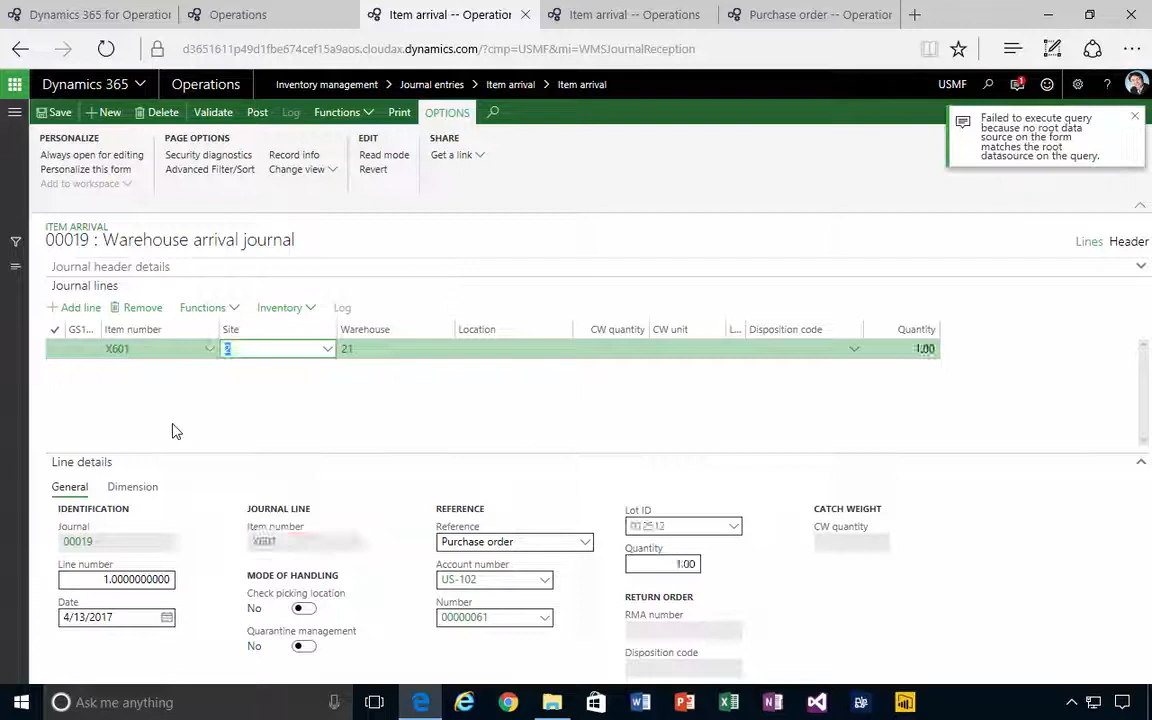 Dynamics 365 for Operation
Operations
Item arrival -- Operation
Item arrival -- Operations
Purchase order -- Operation
d3651611p49d1fbe674cef15a9aos.cloudax.dynamics.com/?cmp=USMF&mi=WMSJournalReception
Dynamics 365
Operations
Inventory management
Journal entries
Item arrival
Item arrival
USMF
1
?
Save
New
Delete
Validate
Post
Log
Functions
Print
OPTIONS
PERSONALIZE
Always open for editing
Personalize this form
Add to workspace
PAGE OPTIONS
Security diagnostics
Advanced Filter/Sort
Record info
Change view
EDIT
Read mode
Revert
SHARE
Get a link
Failed to execute query
because no root data
source on the form
matches the root
datasource on the query.
ITEM ARRIVAL
00019 : Warehouse arrival journal
Lines Header
Journal header details
Journal lines
+ Add line
Remove
Functions
Inventory
Log
GS1...
Item number
Site
Warehouse
Location
CW quantity
CW unit
L...
Disposition code
Quantity
X601
2
21
1.00
Line details
General
Dimension
IDENTIFICATION
Journal
00019
Line number
1.0000000000
Date
4/13/2017
JOURNAL LINE
Item number
MODE OF HANDLING
Check picking location
No
Quarantine management
No
REFERENCE
Reference
Purchase order
Account number
US-102
Number
00000061
Lot ID
Quantity
1.00
RETURN ORDER
RMA number
Disposition code
CATCH WEIGHT
CW quantity
Ask me anything